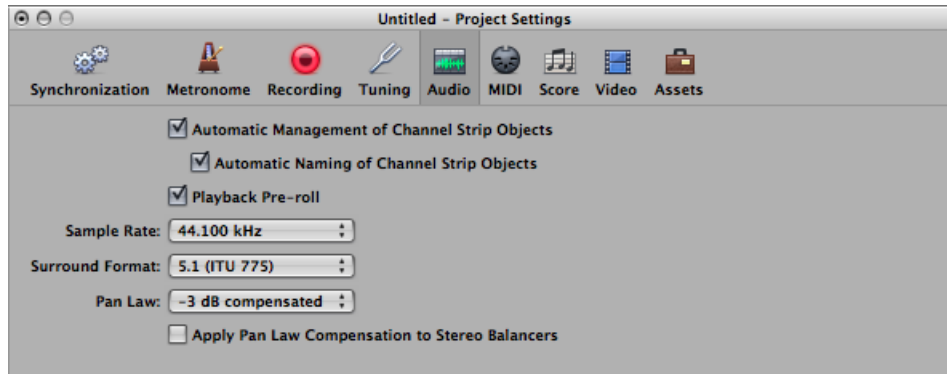 Untitled – Project Settings
Synchronization Metronome Recording Tuning Audio MIDI Score Video Assets
Automatic Management of Channel Strip Objects
Automatic Naming of Channel Strip Objects
Playback Pre-roll
Sample Rate: 44.100 kHz
Surround Format: 5.1 (ITU 775)
Pan Law: -3 dB compensated
Apply Pan Law Compensation to Stereo Balancers